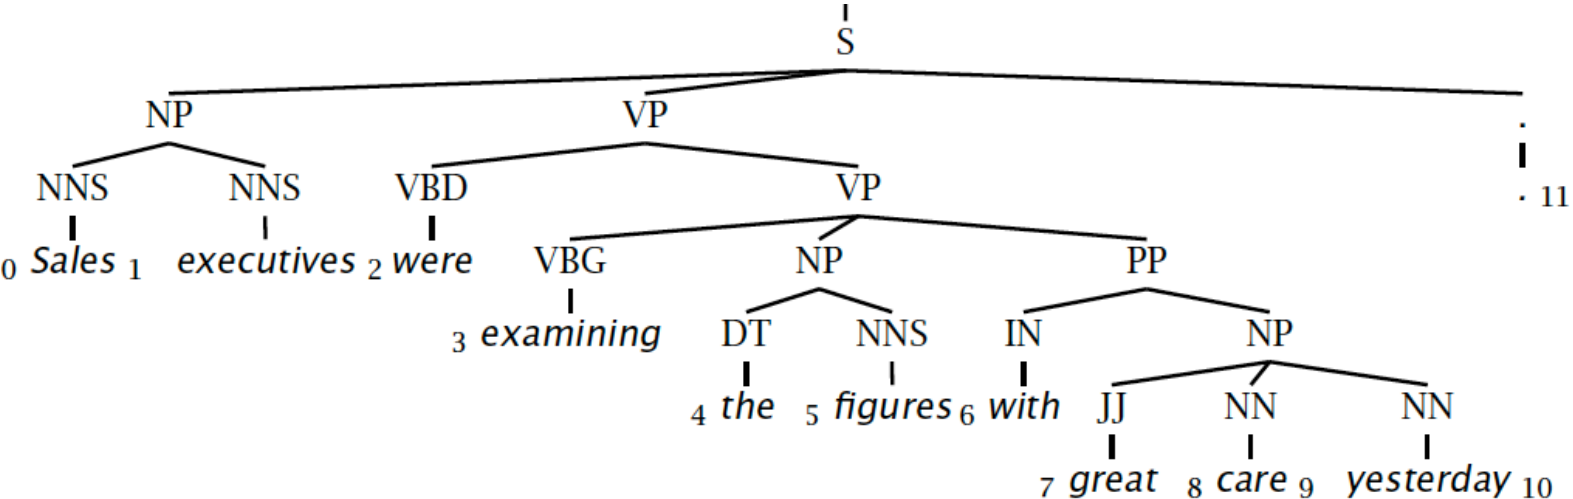 S
NP VP .
NNS NNS VBD VP . 11
0 Sales 1 executives 2 were VBG NP PP
3 examining DT NNS IN NP
4 the 5 figures 6 with JJ NN NN
7 great 8 care 9 yesterday 10